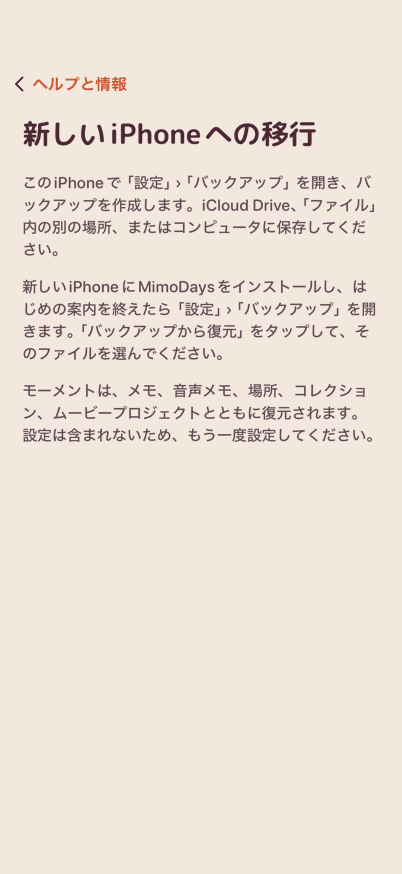 ヘルプと情報
新しいiPhoneへの移行
このiPhoneで「設定」›「バックアップ」を開き、バ
ックアップを作成します。iCloud Drive、「ファイル」
内の別の場所、またはコンピュータに保存してくだ
さい。
新しいiPhoneにMimoDaysをインストールし、は
じめの案内を終えたら「設定」›「バックアップ」を開
きます。「バックアップから復元」をタップして、そ
のファイルを選んでください。
モーメントは、メモ、音声メモ、場所、コレクショ
ン、ムービープロジェクトとともに復元されます。
設定は含まれないため、もう一度設定してください。